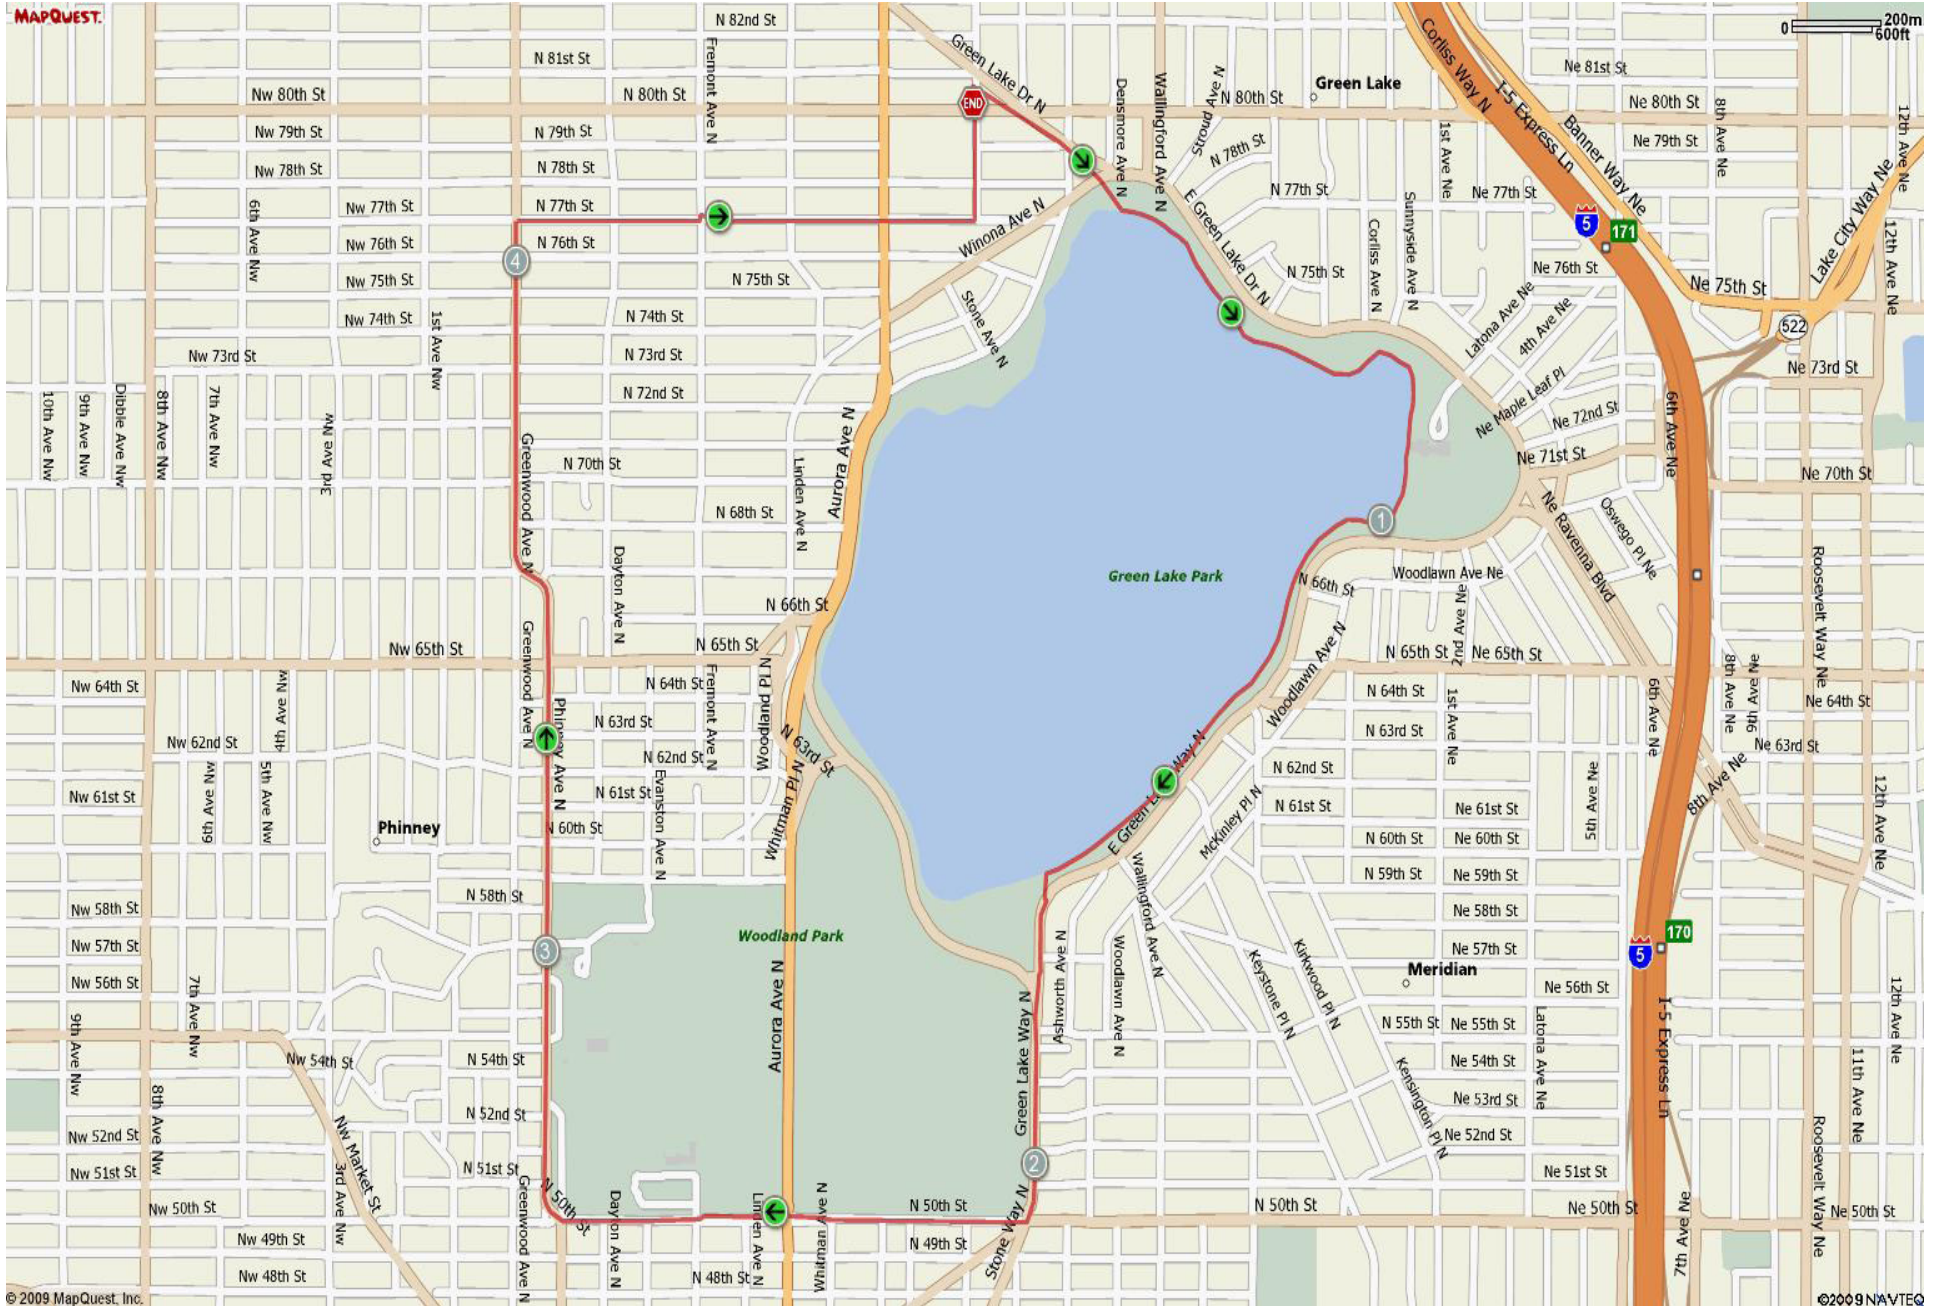 MAPQUEST.
N 82nd St
200m
0
600ft
Green Lake Dr N
Corliss Way N
I-5 Express Ln
N 81st St
Fremont Ave N
Ne 81st St
Green Lake
Nw 80th St
N 80th St
END
Densmore Ave N
Wallingford Ave N
Stroud Ave N
N 80th St
Banner Way Ne
Ne 80th St
8th Ave Ne
12th Ave Ne
Nw 79th St
N 79th St
1st Ave Ne
Ne 79th St
Nw 78th St
N 78th St
N 78th St
Lake City Way Ne
6th Ave Nw
Nw 77th St
N 77th St
E Green Lake Dr N
N 77th St
Sunnyside Ave N
Ne 77th St
5
171
Nw 76th St
N 76th St
Winona Ave N
Corliss Ave N
12th Ave Ne
4
Nw 75th St
N 75th St
N 75th St
Ne 76th St
Ne 75th St
Nw 74th St
1st Ave Nw
N 74th St
Stone Ave N
Latona Ave Ne
4th Ave Ne
522
Nw 73rd St
N 73rd St
Ne 73rd St
10th Ave Nw
9th Ave Nw
Dibble Ave Nw
8th Ave Nw
7th Ave Nw
N 72nd St
Ne Maple Leaf Pl
Ne 72nd St
6th Ave Ne
3rd Ave Nw
Greenwood Ave N
N 70th St
Linden Ave N
Aurora Ave N
Ne 71st St
Ne 70th St
N 68th St
1
Ne Ravenna Blvd
Oswego Pl Ne
Dayton Ave N
Green Lake Park
N 66th St
Woodlawn Ave Ne
Roosevelt Way Ne
N 66th St
2nd Ave Ne
Nw 65th St
Greenwood Ave N
N 65th St
Woodlawn Ave N
N 65th St
Ne 65th St
Nw 64th St
4th Ave Nw
N 64th St
Fremont Ave N
Woodland Pl N
N 64th St
1st Ave Ne
6th Ave Ne
8th Ave Ne
9th Ave Ne
Ne 64th St
Phinney Ave N
N 63rd St
N 63rd St
N 63rd St
Nw 62nd St
N 62nd St
N 62nd St
Ne 63rd St
6th Ave Nw
5th Ave Nw
Nw 61st St
N 61st St
Evanston Ave N
Whitman Pl N
McKinley Pl N
N 61st St
Ne 61st St
5th Ave Ne
8th Ave Ne
12th Ave Ne
Phinney
N 60th St
N 60th St
Ne 60th St
N 59th St
Ne 59th St
N 58th St
Nw 58th St
Wallingford Ave N
Ne 58th St
Nw 57th St
3
Woodland Park
Ashworth Ave N
Woodlawn Ave N
Keystone Pl N
Kirkwood Pl N
Ne 57th St
5
170
Meridian
Nw 56th St
7th Ave Nw
Aurora Ave N
Green Lake Way N
Ne 56th St
12th Ave Ne
9th Ave Nw
N 55th St
Ne 55th St
Latona Ave Ne
I-5 Express Ln
Nw 54th St
N 54th St
Ne 54th St
11th Ave Ne
8th Ave Nw
Kensington Pl N
Ne 53rd St
N 52nd St
Nw 52nd St
Nw Market St
Ne 52nd St
Roosevelt Way Ne
Nw 51st St
3rd Ave Nw
N 51st St
2
Ne 51st St
Nw 50th St
Greenwood Ave N
N 50th St
Dayton Ave N
Linden Ave N
Whitman Ave N
N 50th St
Stone Way N
N 50th St
Ne 50th St
7th Ave Ne
Ne 50th St
Nw 49th St
N 49th St
Nw 48th St
N 48th St
© 2009 MapQuest, Inc.
©2009 NAVTEQ